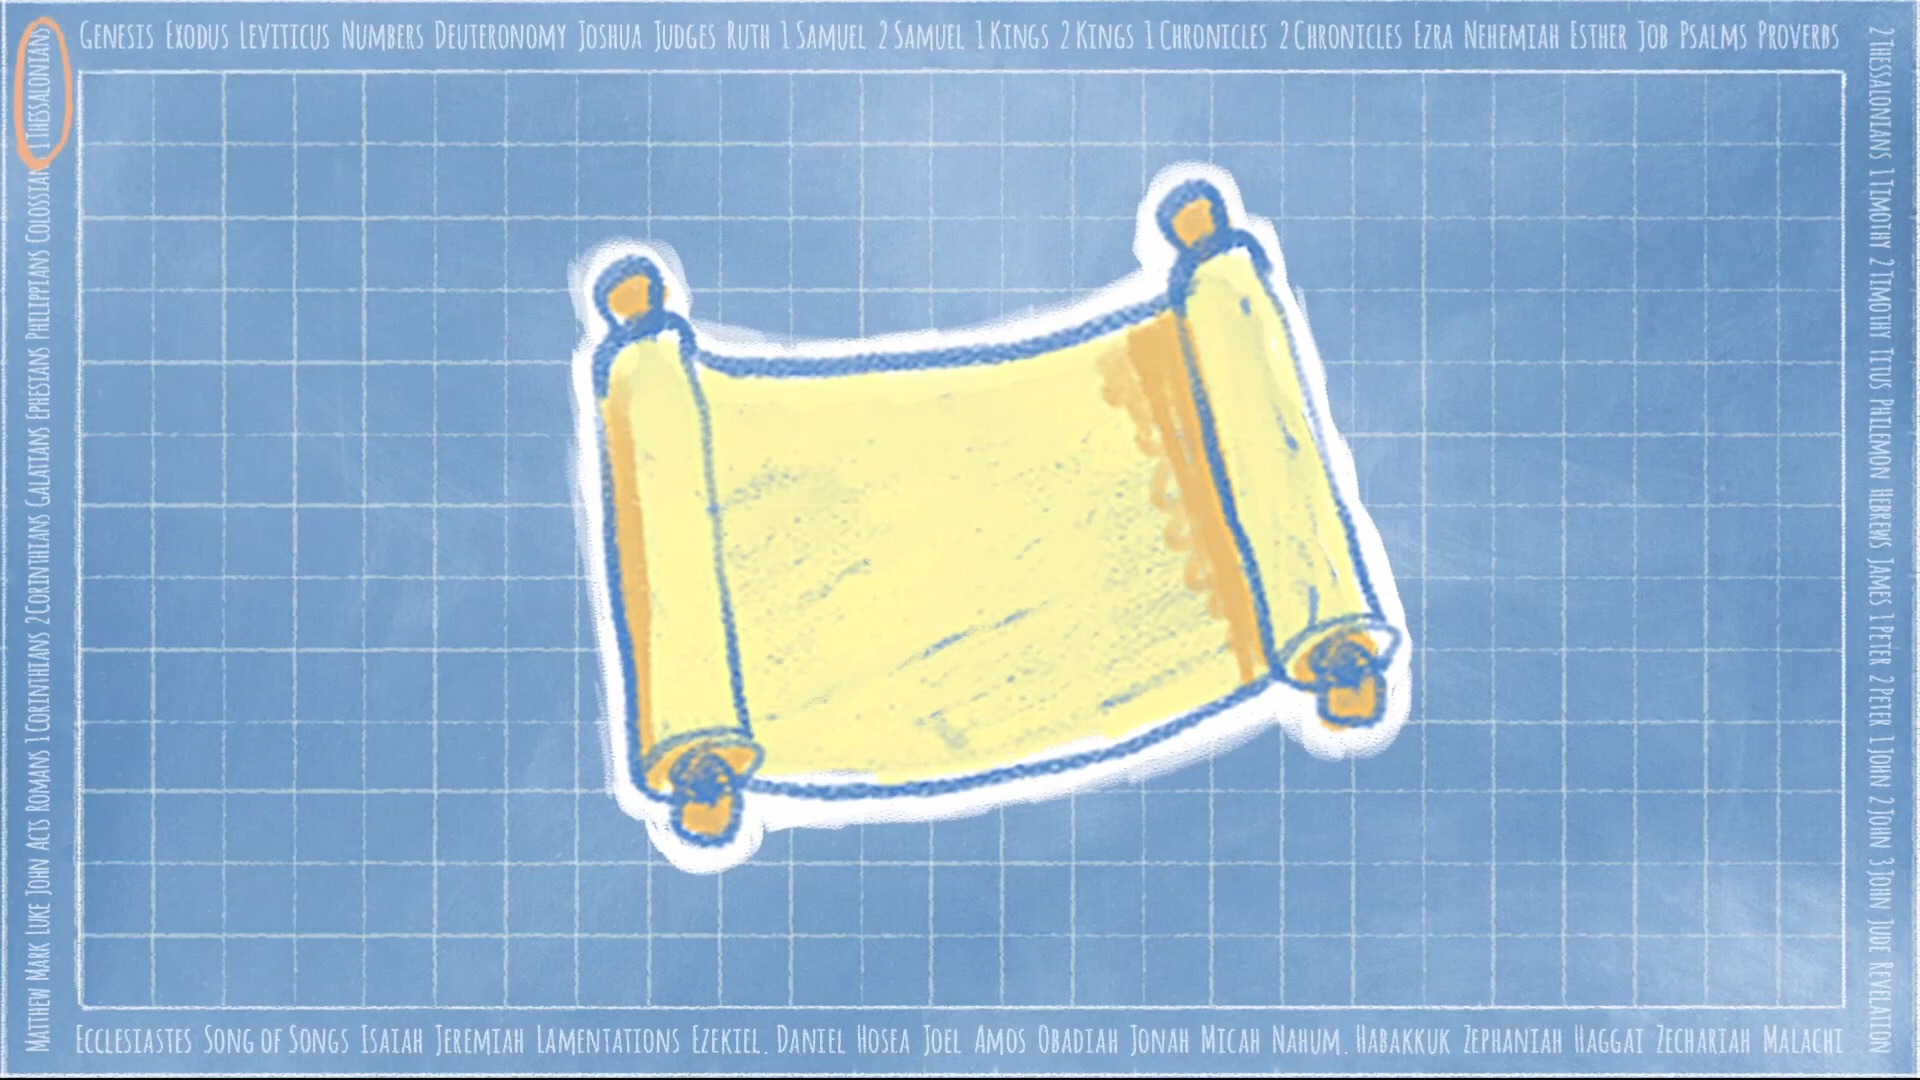 Genesis Exodus Leviticus Numbers Deuteronomy Joshua Judges Ruth 1 Samuel 2 Samuel 1 Kings 2 Kings 1 Chronicles 2 Chronicles Ezra Nehemiah Esther Job Psalms Proverbs
Ecclesiastes Song of Songs Isaiah Jeremiah Lamentations Ezekiel. Daniel Hosea Joel Amos Obadiah Jonah Micah Nahum. Habakkuk Zephaniah Haggai Zechariah Malachi
Matthew Mark Luke John Acts Romans 1 Corinthians 2 Corinthians Galatians Ephesians Philippians Colossians 1 Thessalonians
2 Thessalonians 1 Timothy 2 Timothy Titus Philemon Hebrews James 1 Peter 2 Peter 1 John 2 John 3 John Jude Revelation